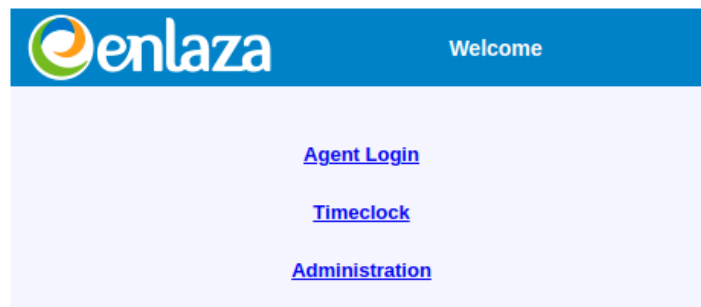 enlaza
Welcome
Agent Login
Timeclock
Administration